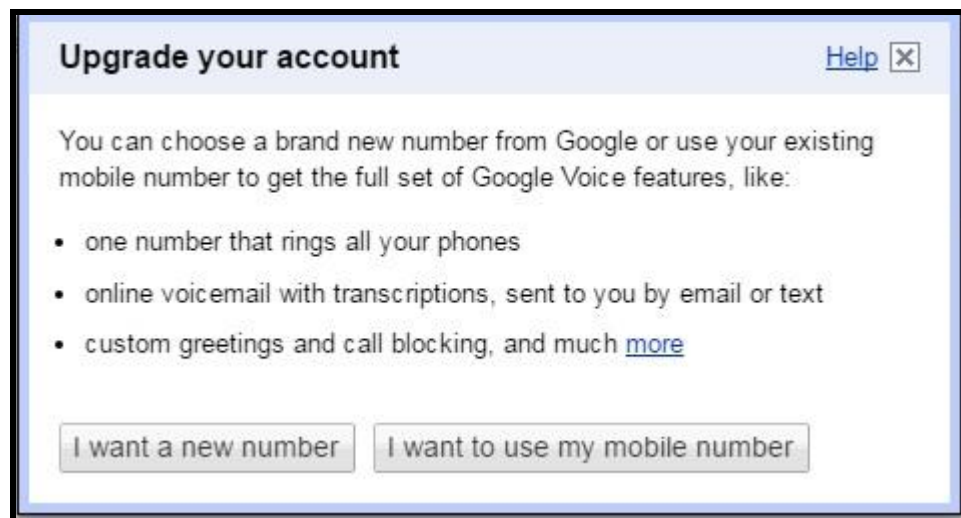 Upgrade your account
Help
You can choose a brand new number from Google or use your existing
mobile number to get the full set of Google Voice features, like:
• one number that rings all your phones
• online voicemail with transcriptions, sent to you by email or text
• custom greetings and call blocking, and much more
I want a new number
I want to use my mobile number